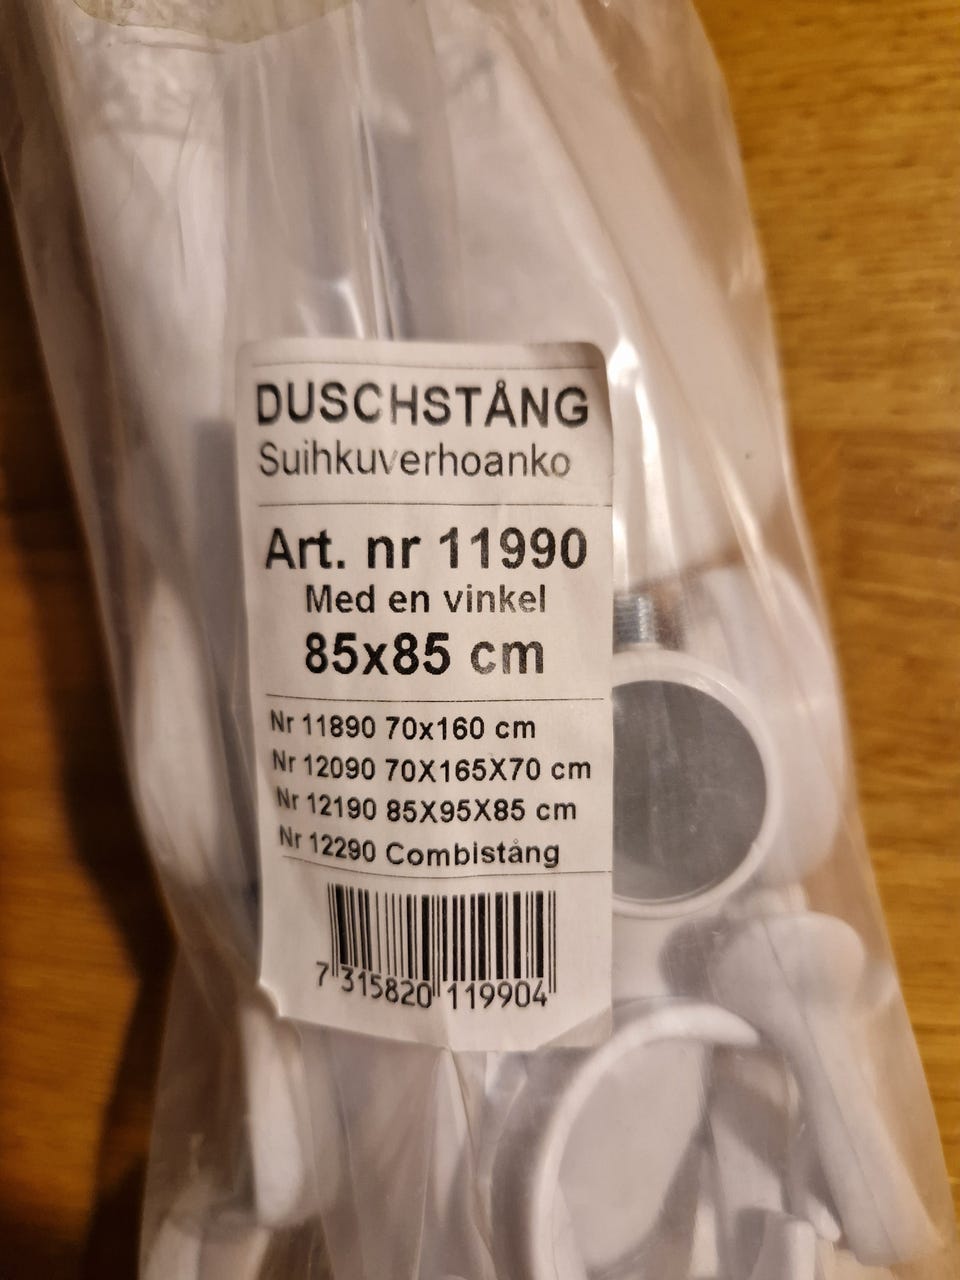 DUSCHSTÅNG
Suihkuverhoanko
Art. nr 11990
Med en vinkel
85x85 cm
Nr 11890 70x160 cm
Nr 12090 70X165X70 cm
Nr 12190 85X95X85 cm
Nr 12290 Combistång
7 315820 119904